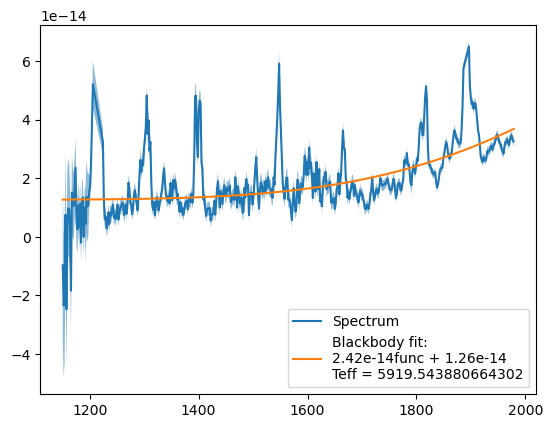 1e−14
6
4
2
0
−2
−4
Spectrum
Blackbody fit:
2.42e-14func + 1.26e-14
Teff = 5919.543880664302
1200
1400
1600
1800
2000